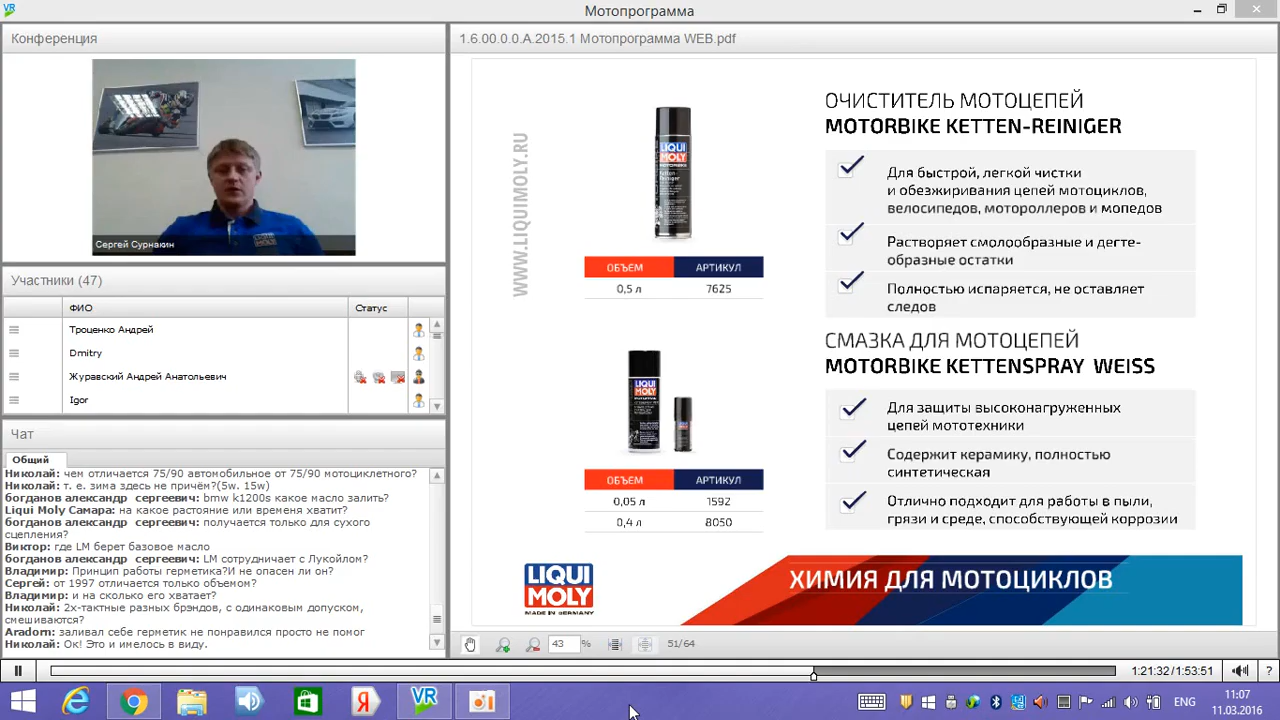 Мотопрограмма
Конференция
Сергей Сурнакин
Участники (47)
ФИО
Статус
Троценко Андрей
Dmitry
Журавский Андрей Анатольевич
Igor
Чат
Общий
Николай: чем отличается 75/90 автомобильное от 75/90 мотоциклетного?
Николай: т. е. зима здесь не причём?(5w. 15w)
богданов александр сергеевич: bmw k1200s какое масло залить?
Liqui Moly Самара: на какое растояние или временя хватит?
богданов александр сергеевич: получается только для сухого
сцепления?
Виктор: где LM берет базовое масло
богданов александр сергеевич: LM сотрудничает с Лукойлом?
Владимир: Принцип работы герметика?И не опасен ли он?
Сергей: от 1997 отличается только объемом?
Владимир: и на сколько его хватает?
Николай: 2х-тактные разных брэндов, с одинаковым допуском,
смешиваются?
Aradorn: заливал себе герметик не понравился просто не помог
Николай: Ок! Это и имелось в виду.
1.6.00.0.0.A.2015.1 Мотопрограмма WEB.pdf
WWW.LIQUIMOLY.RU
LIQUI
MOLY
ОБЪЕМ АРТИКУЛ
0,5 л 7625
ОЧИСТИТЕЛЬ МОТОЦЕПЕЙ
MOTORBIKE KETTEN-REINIGER
Для быстрой, легкой чистки
и обезжиривания цепей мотоциклов,
велосипедов, мотороллеров и мопедов
Растворяет смолообразные и дегте-
образные остатки
Полностью испаряется, не оставляет
следов
LIQUI
MOLY
ОБЪЕМ АРТИКУЛ
0,05 л 1592
0,4 л 8050
СМАЗКА ДЛЯ МОТОЦЕПЕЙ
MOTORBIKE KETTENSPRAY WEISS
Для защиты высоконагруженных
цепей мототехники
Содержит керамику, полностью
синтетическая
Отлично подходит для работы в пыли,
грязи и среде, способствующей коррозии
LIQUI
MOLY
MADE IN GERMANY
ХИМИЯ ДЛЯ МОТОЦИКЛОВ
43 %
51/64
1:21:32 / 1:53:51
?
ENG
11:07
11.03.2016